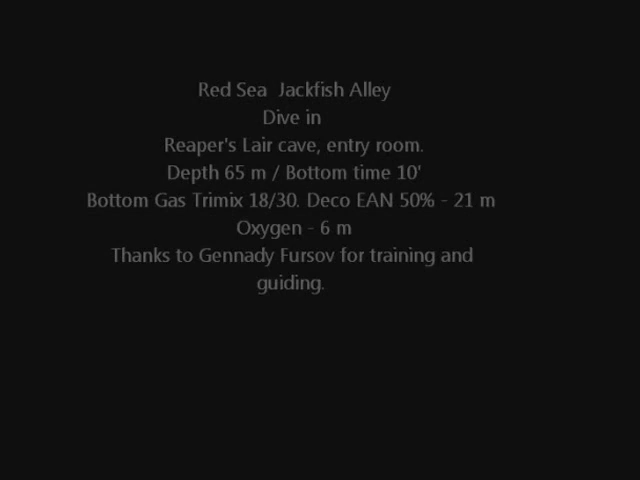 Red Sea  Jackfish Alley
Dive in
Reaper's Lair cave, entry room.
Depth 65 m / Bottom time 10'
Bottom Gas Trimix 18/30. Deco EAN 50% - 21 m
Oxygen - 6 m
Thanks to Gennady Fursov for training and
guiding.